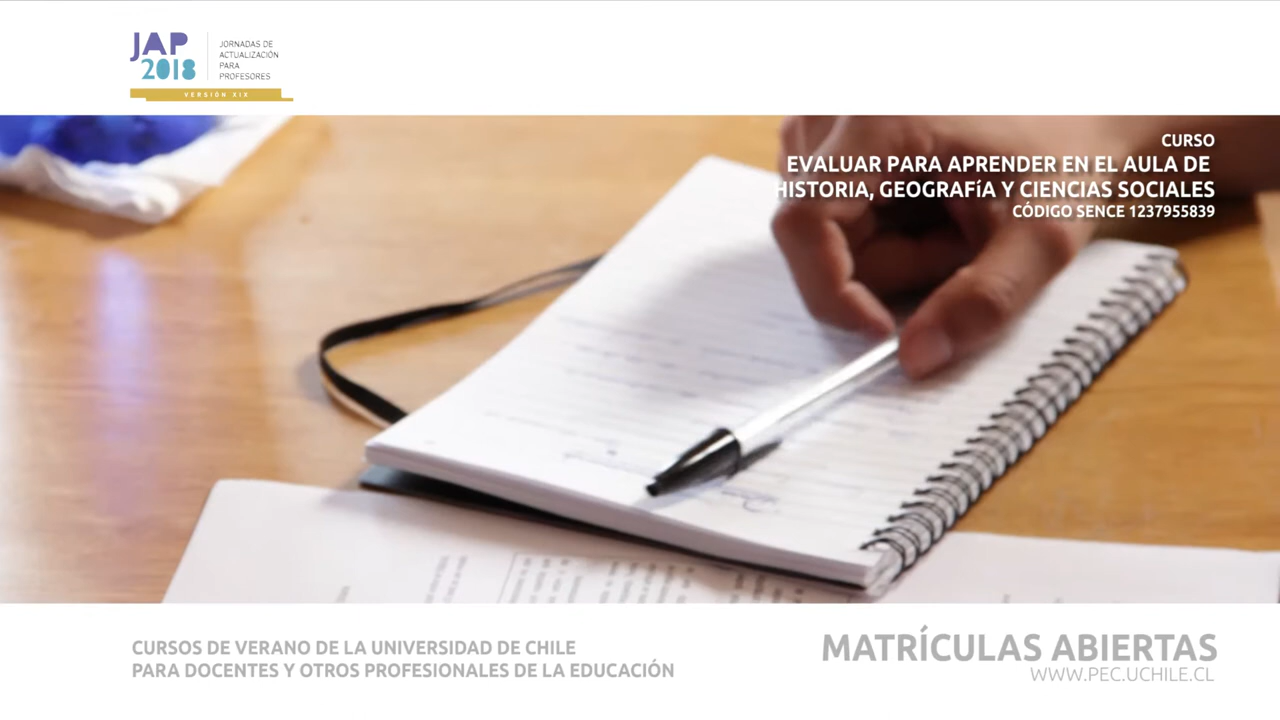 JAP
2018
JORNADAS DE
ACTUALIZACIÓN
PARA
PROFESORES
VERSIÓN XIX
CURSO
EVALUAR PARA APRENDER EN EL AULA DE
HISTORIA, GEOGRAFíA Y CIENCIAS SOCIALES
CÓDIGO SENCE 1237955839
CURSOS DE VERANO DE LA UNIVERSIDAD DE CHILE
PARA DOCENTES Y OTROS PROFESIONALES DE LA EDUCACIÓN
MATRÍCULAS ABIERTAS
WWW.PEC.UCHILE.CL